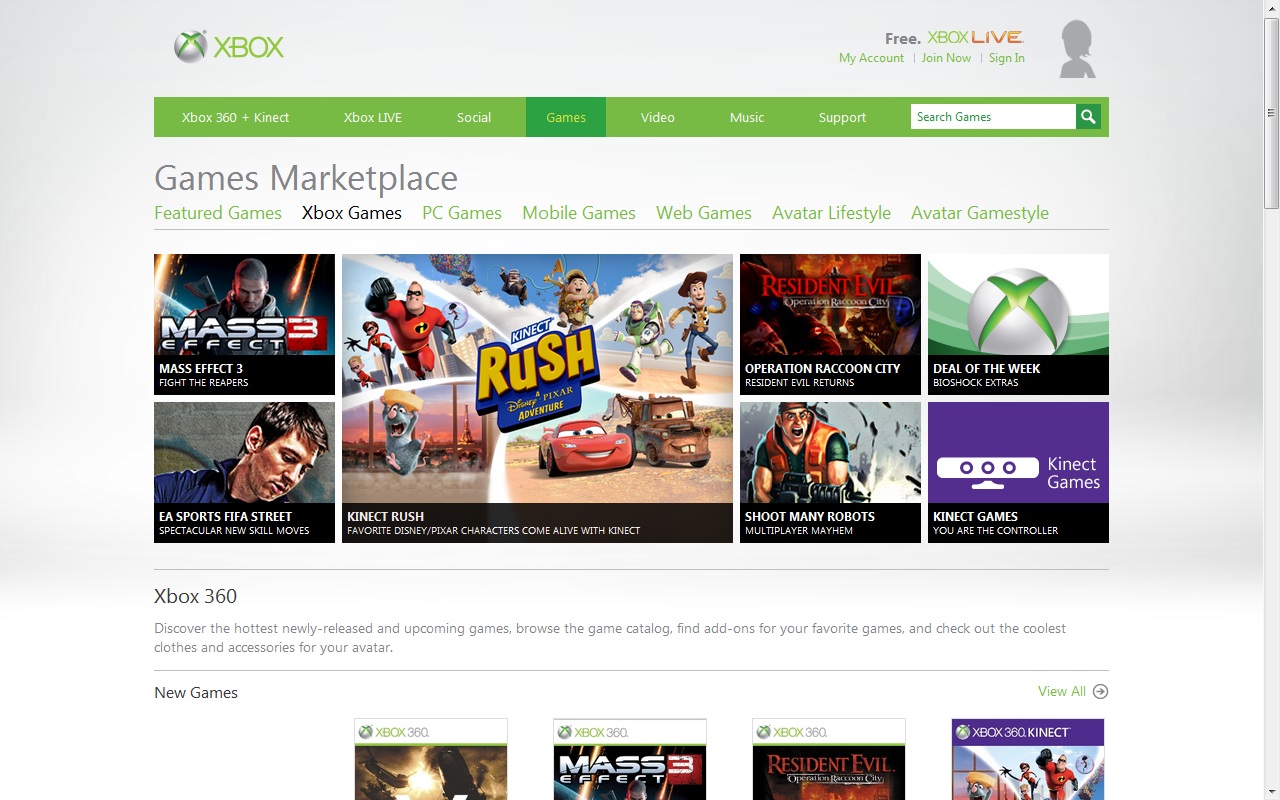 XBOX
Free. XBOX LIVE
My Account | Join Now | Sign In
Xbox 360 + Kinect Xbox LIVE Social Games Video Music Support Search Games
Games Marketplace
Featured Games Xbox Games PC Games Mobile Games Web Games Avatar Lifestyle Avatar Gamestyle
MASS EFFECT 3
MASS EFFECT 3
FIGHT THE REAPERS
KINECT
RUSH
A
Disney PIXAR
ADVENTURE
RESIDENT EVIL
Operation Raccoon City
OPERATION RACCOON CITY
RESIDENT EVIL RETURNS
DEAL OF THE WEEK
BIOSHOCK EXTRAS
EA SPORTS FIFA STREET
SPECTACULAR NEW SKILL MOVES
KINECT RUSH
FAVORITE DISNEY/PIXAR CHARACTERS COME ALIVE WITH KINECT
SHOOT MANY ROBOTS
MULTIPLAYER MAYHEM
Kinect
Games
KINECT GAMES
YOU ARE THE CONTROLLER
Xbox 360
Discover the hottest newly-released and upcoming games, browse the game catalog, find add-ons for your favorite games, and check out the coolest
clothes and accessories for your avatar.
New Games View All
XBOX 360. XBOX 360. XBOX 360. XBOX 360. KINECT
MASS EFFECT 3
RESIDENT EVIL
Operation Raccoon City